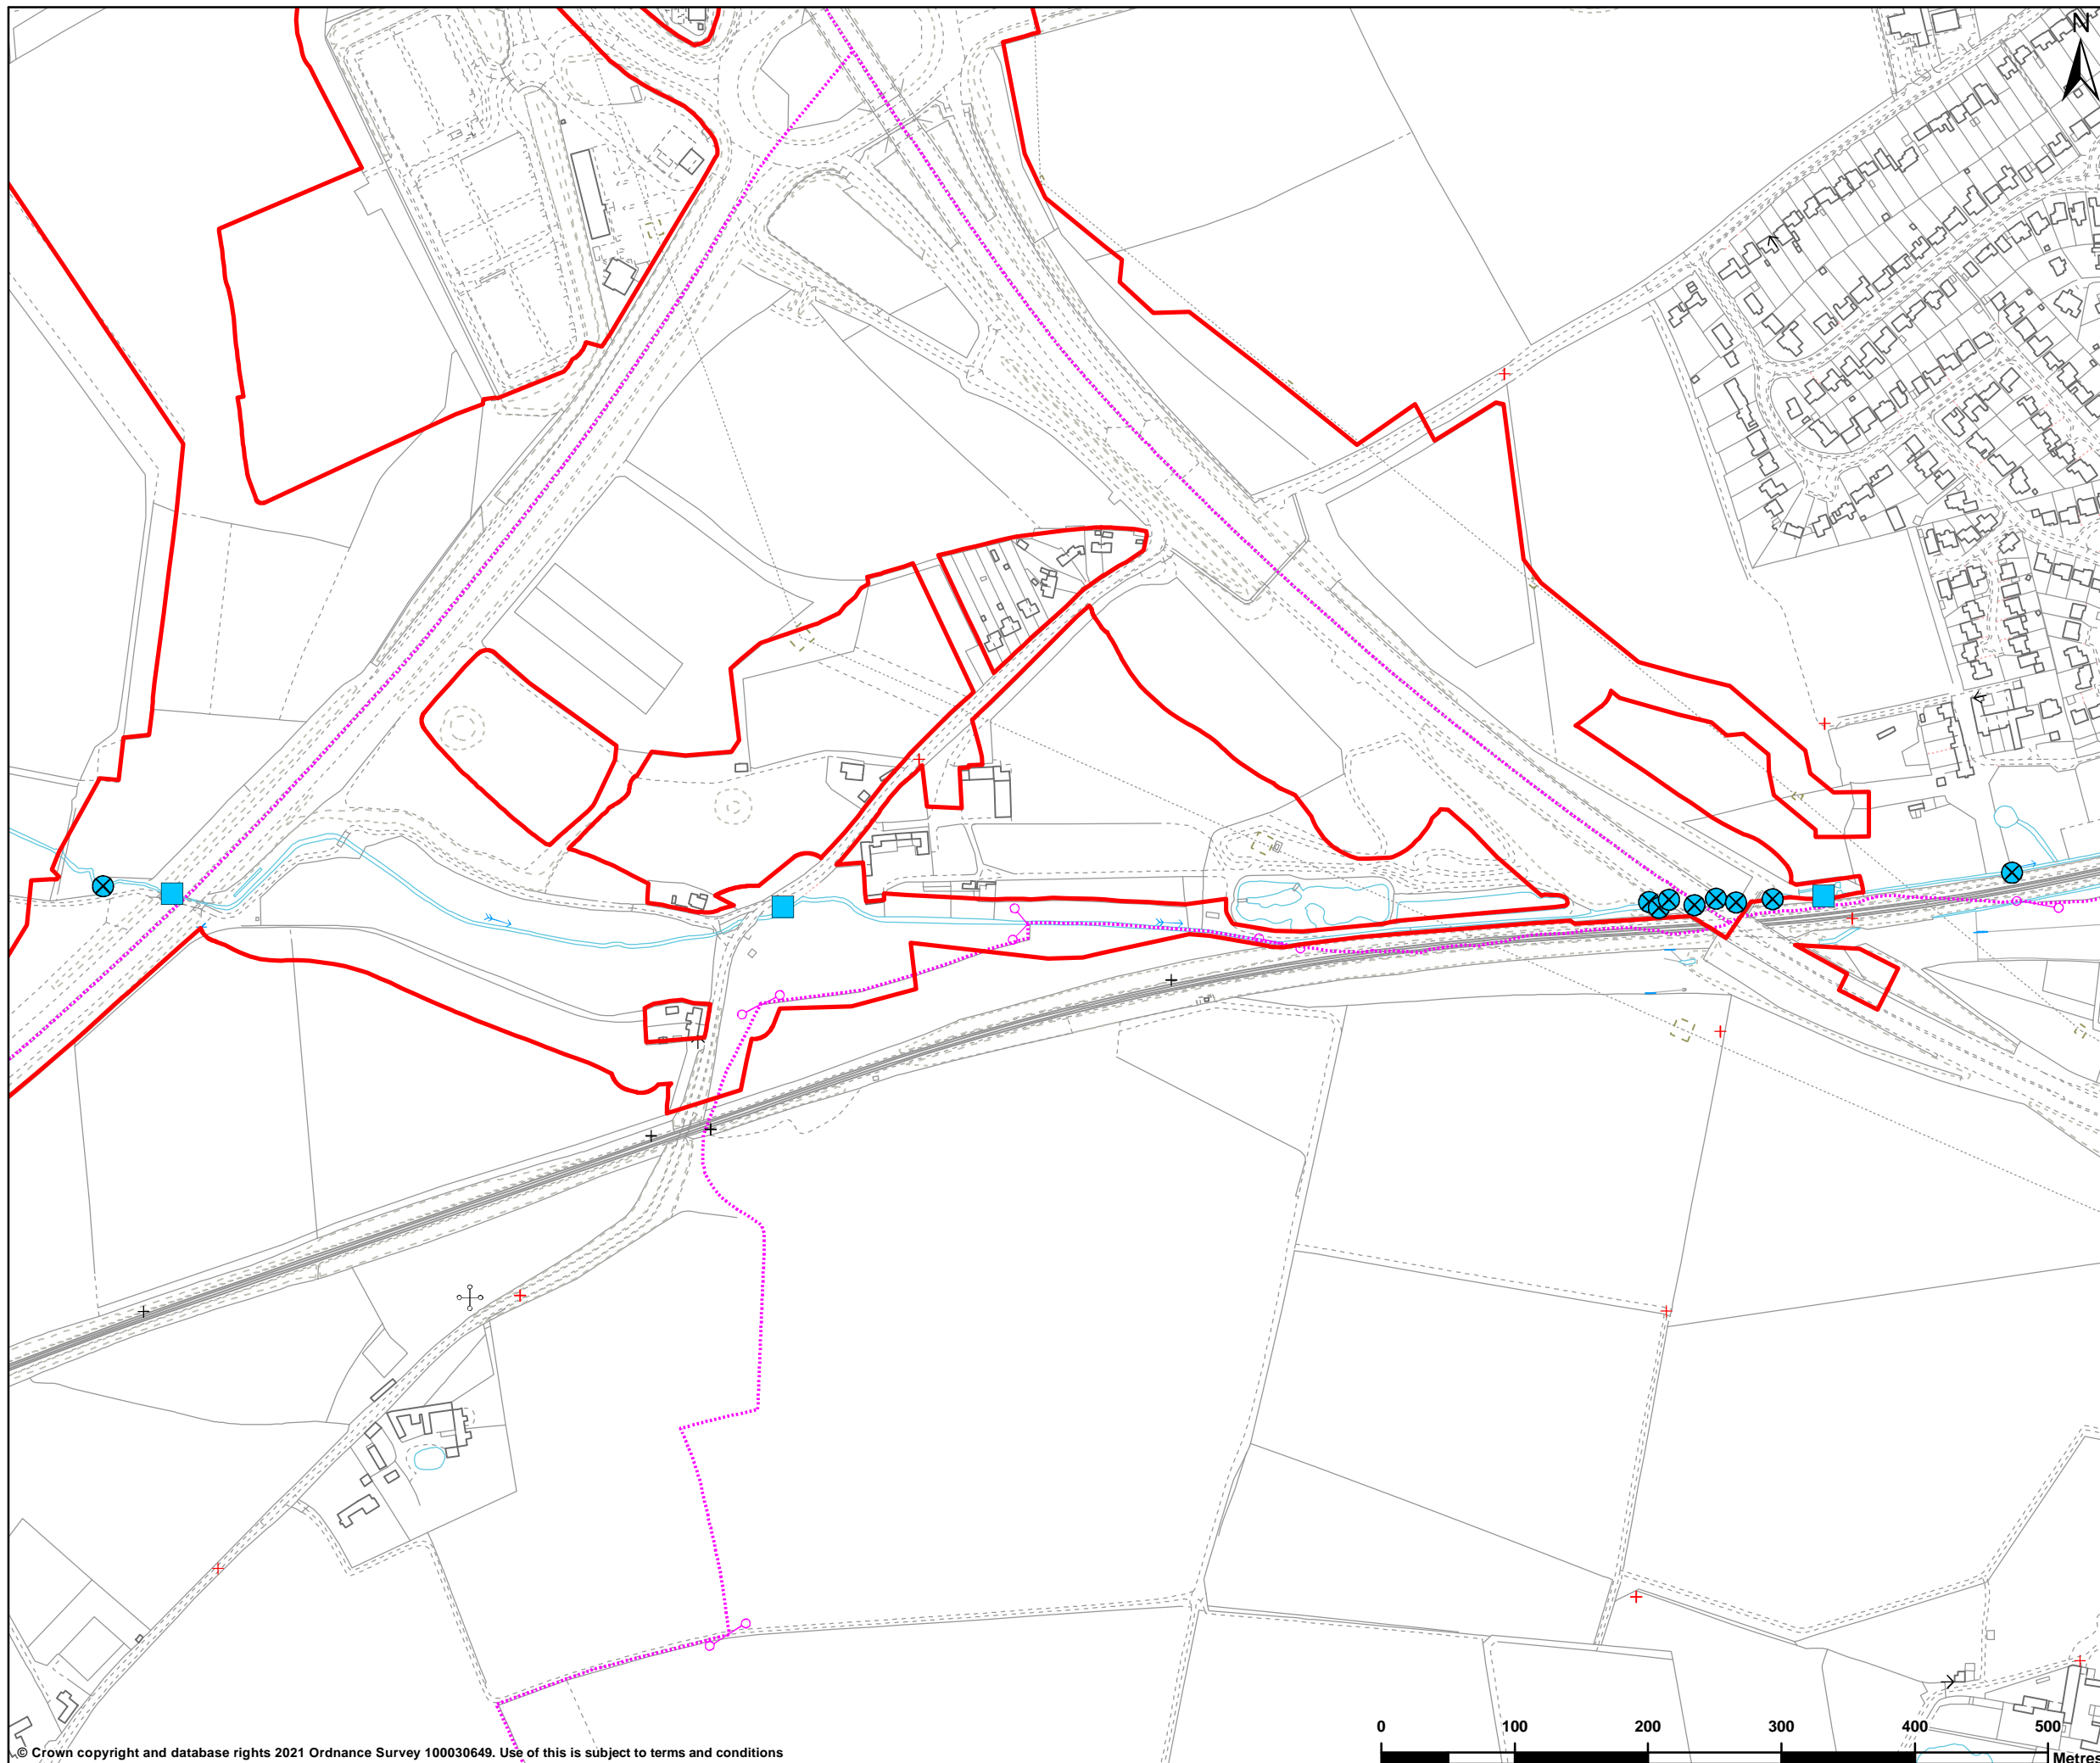 N
0 100 200 300 400 500
Metres
© Crown copyright and database rights 2021 Ordnance Survey 100030649. Use of this is subject to terms and conditions